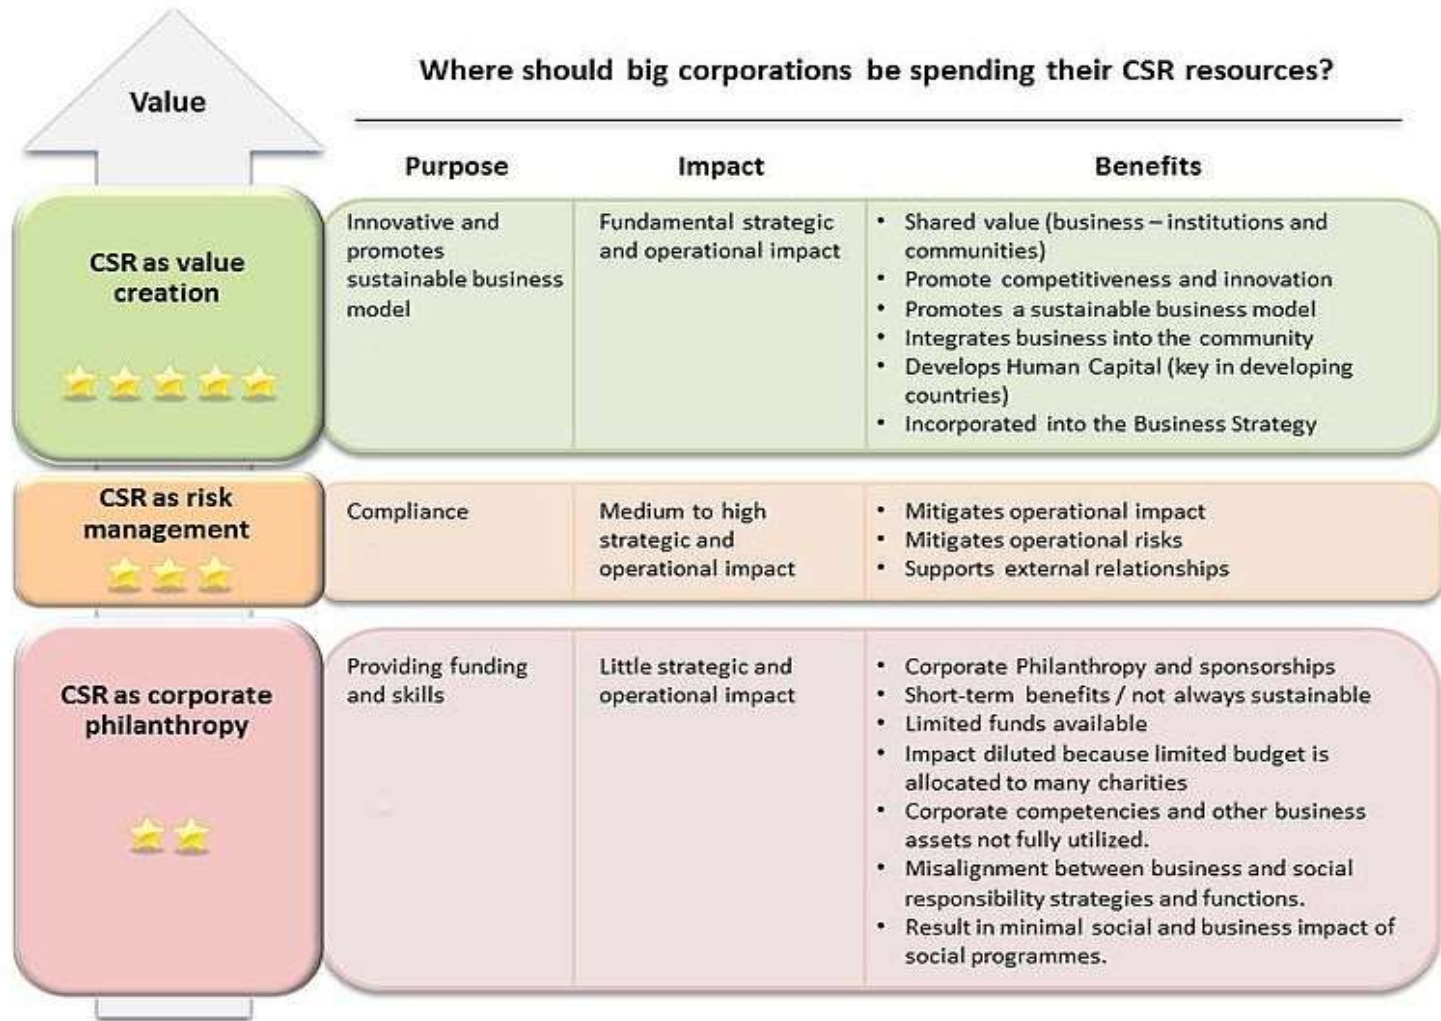 Value
Where should big corporations be spending their CSR resources?
Purpose
Impact
Benefits
CSR as value
creation
Innovative and
promotes
sustainable business
model
Fundamental strategic
and operational impact
• Shared value (business – institutions and
communities)
• Promote competitiveness and innovation
• Promotes a sustainable business model
• Integrates business into the community
• Develops Human Capital (key in developing
countries)
• Incorporated into the Business Strategy
CSR as risk
management
Compliance
Medium to high
strategic and
operational impact
• Mitigates operational impact
• Mitigates operational risks
• Supports external relationships
CSR as corporate
philanthropy
Providing funding
and skills
Little strategic and
operational impact
• Corporate Philanthropy and sponsorships
• Short-term benefits / not always sustainable
• Limited funds available
• Impact diluted because limited budget is
allocated to many charities
• Corporate competencies and other business
assets not fully utilized.
• Misalignment between business and social
responsibility strategies and functions.
• Result in minimal social and business impact of
social programmes.